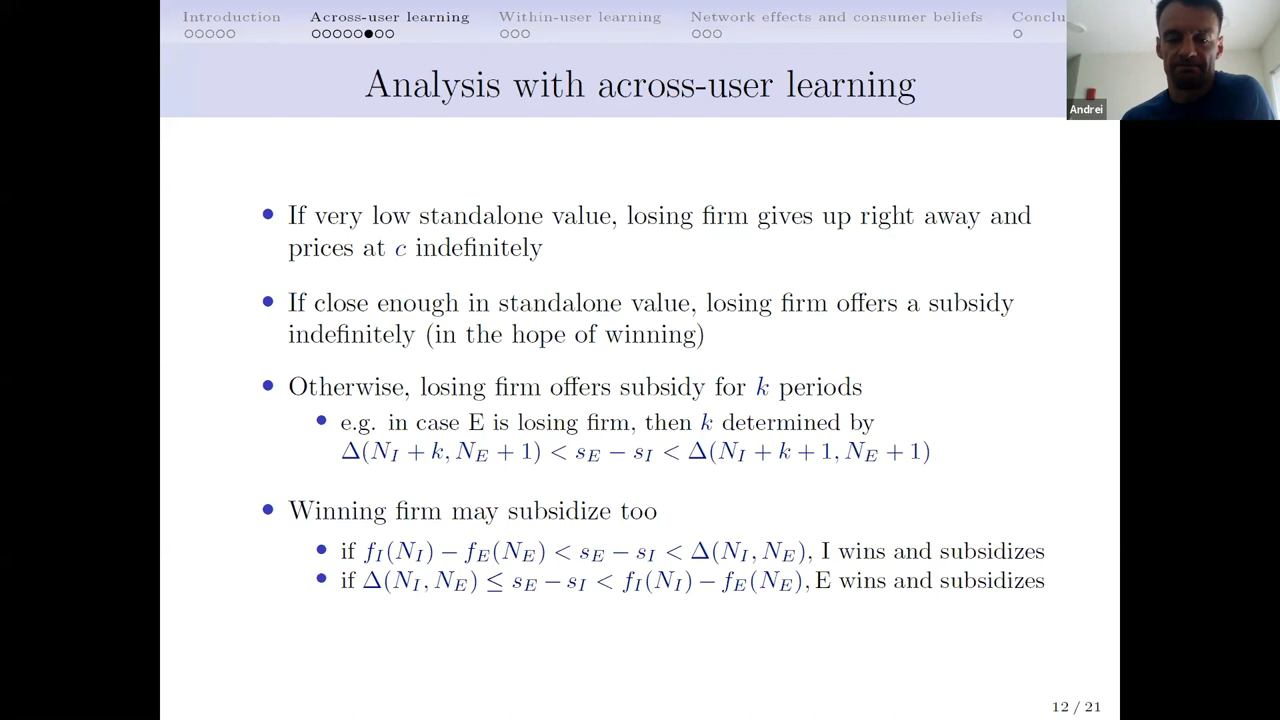 Introduction Across-user learning Within-user learning Network effects and consumer beliefs Conclu
Andrei
Analysis with across-user learning
• If very low standalone value, losing firm gives up right away and
prices at c indefinitely
• If close enough in standalone value, losing firm offers a subsidy
indefinitely (in the hope of winning)
• Otherwise, losing firm offers subsidy for k periods
• e.g. in case E is losing firm, then k determined by
Δ(N_I + k, N_E + 1) < s_E − s_I < Δ(N_I + k + 1, N_E + 1)
• Winning firm may subsidize too
• if f_I(N_I) − f_E(N_E) < s_E − s_I < Δ(N_I, N_E), I wins and subsidizes
• if Δ(N_I, N_E) ≤ s_E − s_I < f_I(N_I) − f_E(N_E), E wins and subsidizes
12 / 21